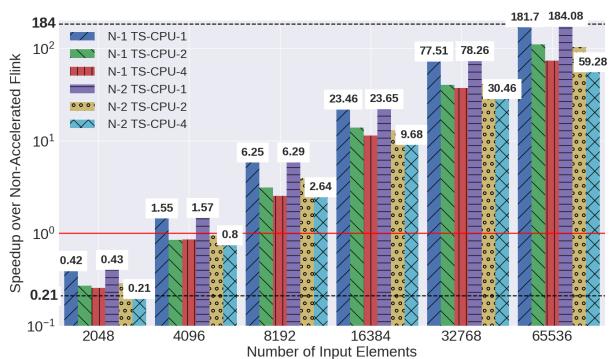 Speedup over Non-Accelerated Flink
184
10²
10¹
10⁰
0.21
10⁻¹
N-1 TS-CPU-1
N-1 TS-CPU-2
N-1 TS-CPU-4
N-2 TS-CPU-1
N-2 TS-CPU-2
N-2 TS-CPU-4
0.42 0.43 0.21
1.55 1.57 0.8
6.25 6.29 2.64
23.46 23.65 9.68
77.51 78.26 30.46
181.7 184.08 59.28
2048 4096 8192 16384 32768 65536
Number of Input Elements